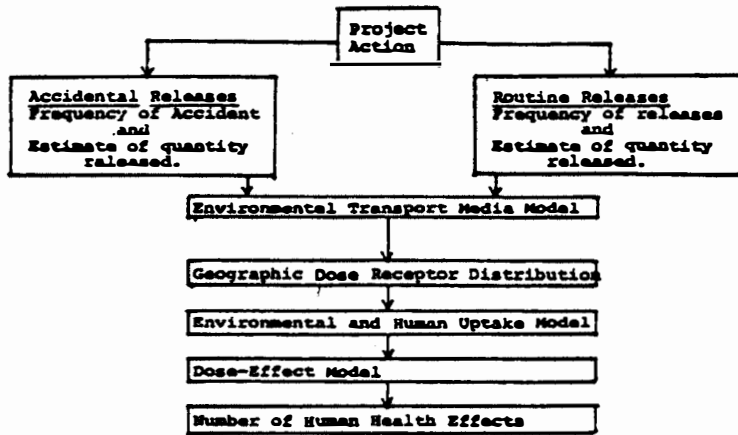 Project
Action
Accidental Releases
Frequency of Accident
and
Estimate of quantity
released.
Routine Releases
Frequency of releases
and
Estimate of quantity
released.
Environmental Transport Media Model
Geographic Dose Receptor Distribution
Environmental and Human Uptake Model
Dose-Effect Model
Number of Human Health Effects